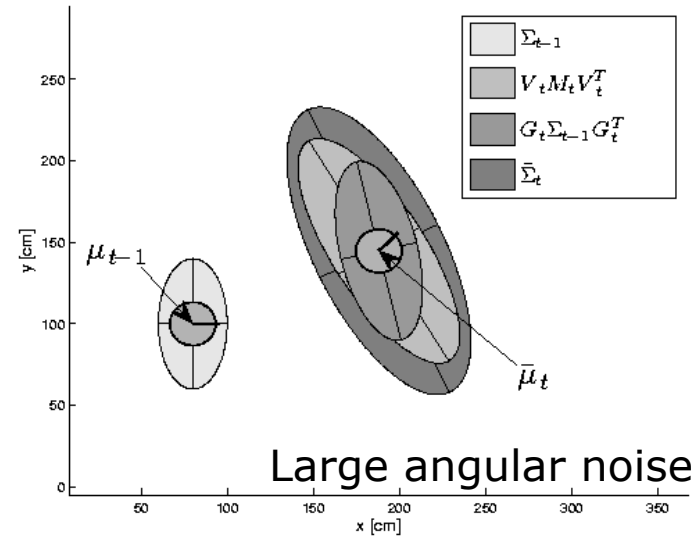 Σₜ₋₁
VₜMₜVₜᵀ
GₜΣₜ₋₁Gₜᵀ
Σ̄ₜ
250
200
150
100
50
0
y [cm]
μₜ₋₁
μ̄ₜ
Large angular noise
50 100 150 200 250 300 350
x [cm]